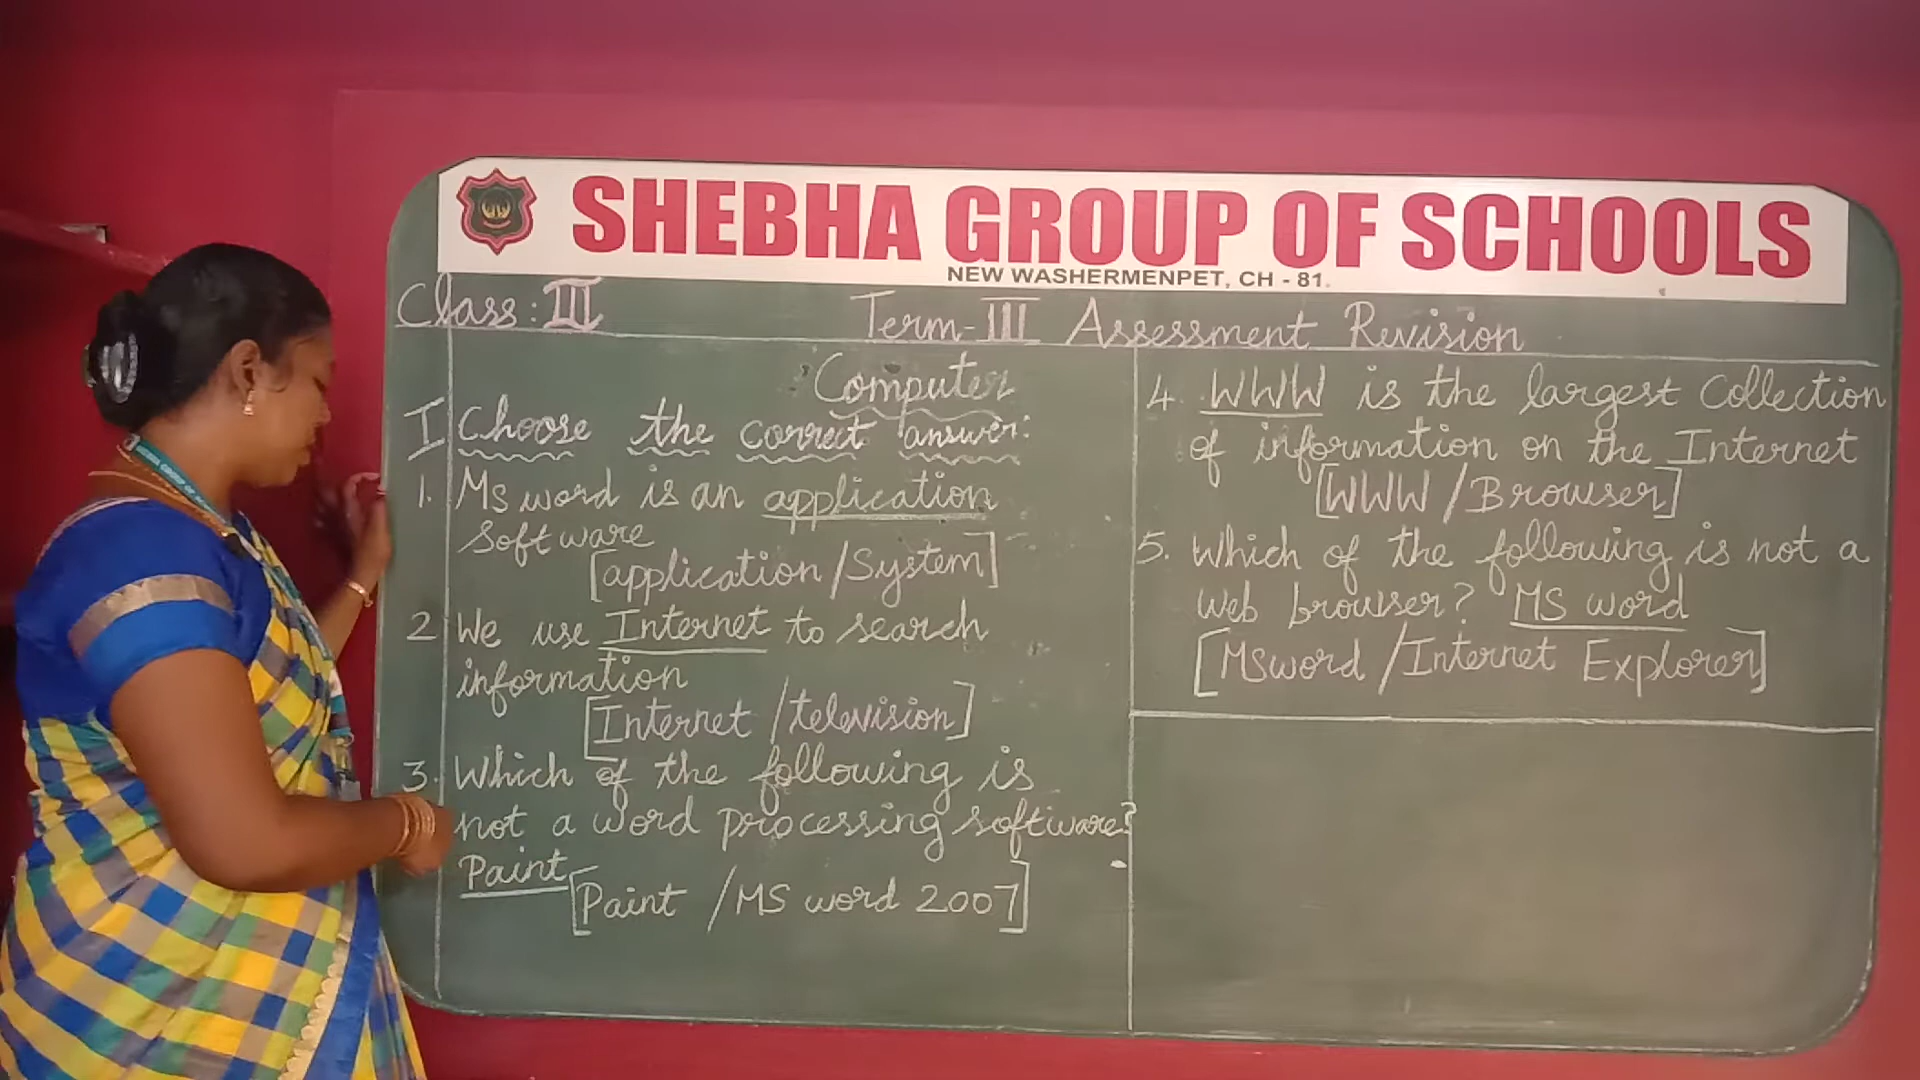 SHEBHA GROUP OF SCHOOLS
NEW WASHERMENPET, CH - 81.
Class : III
Term-III Assessment Revision
Computer
I Choose the correct answer:
1. Ms word is an application
Software
[application/System]
2 We use Internet to search
information
[Internet/television]
3. Which of the following is
not a word processing software?
Paint
[Paint /MS word 2007]
4. WWW is the largest Collection
of information on the Internet
[WWW/Browser]
5. Which of the following is not a
Web browser? MS word
[Msword/Internet Explorer]
SHEBHA GROUP OF